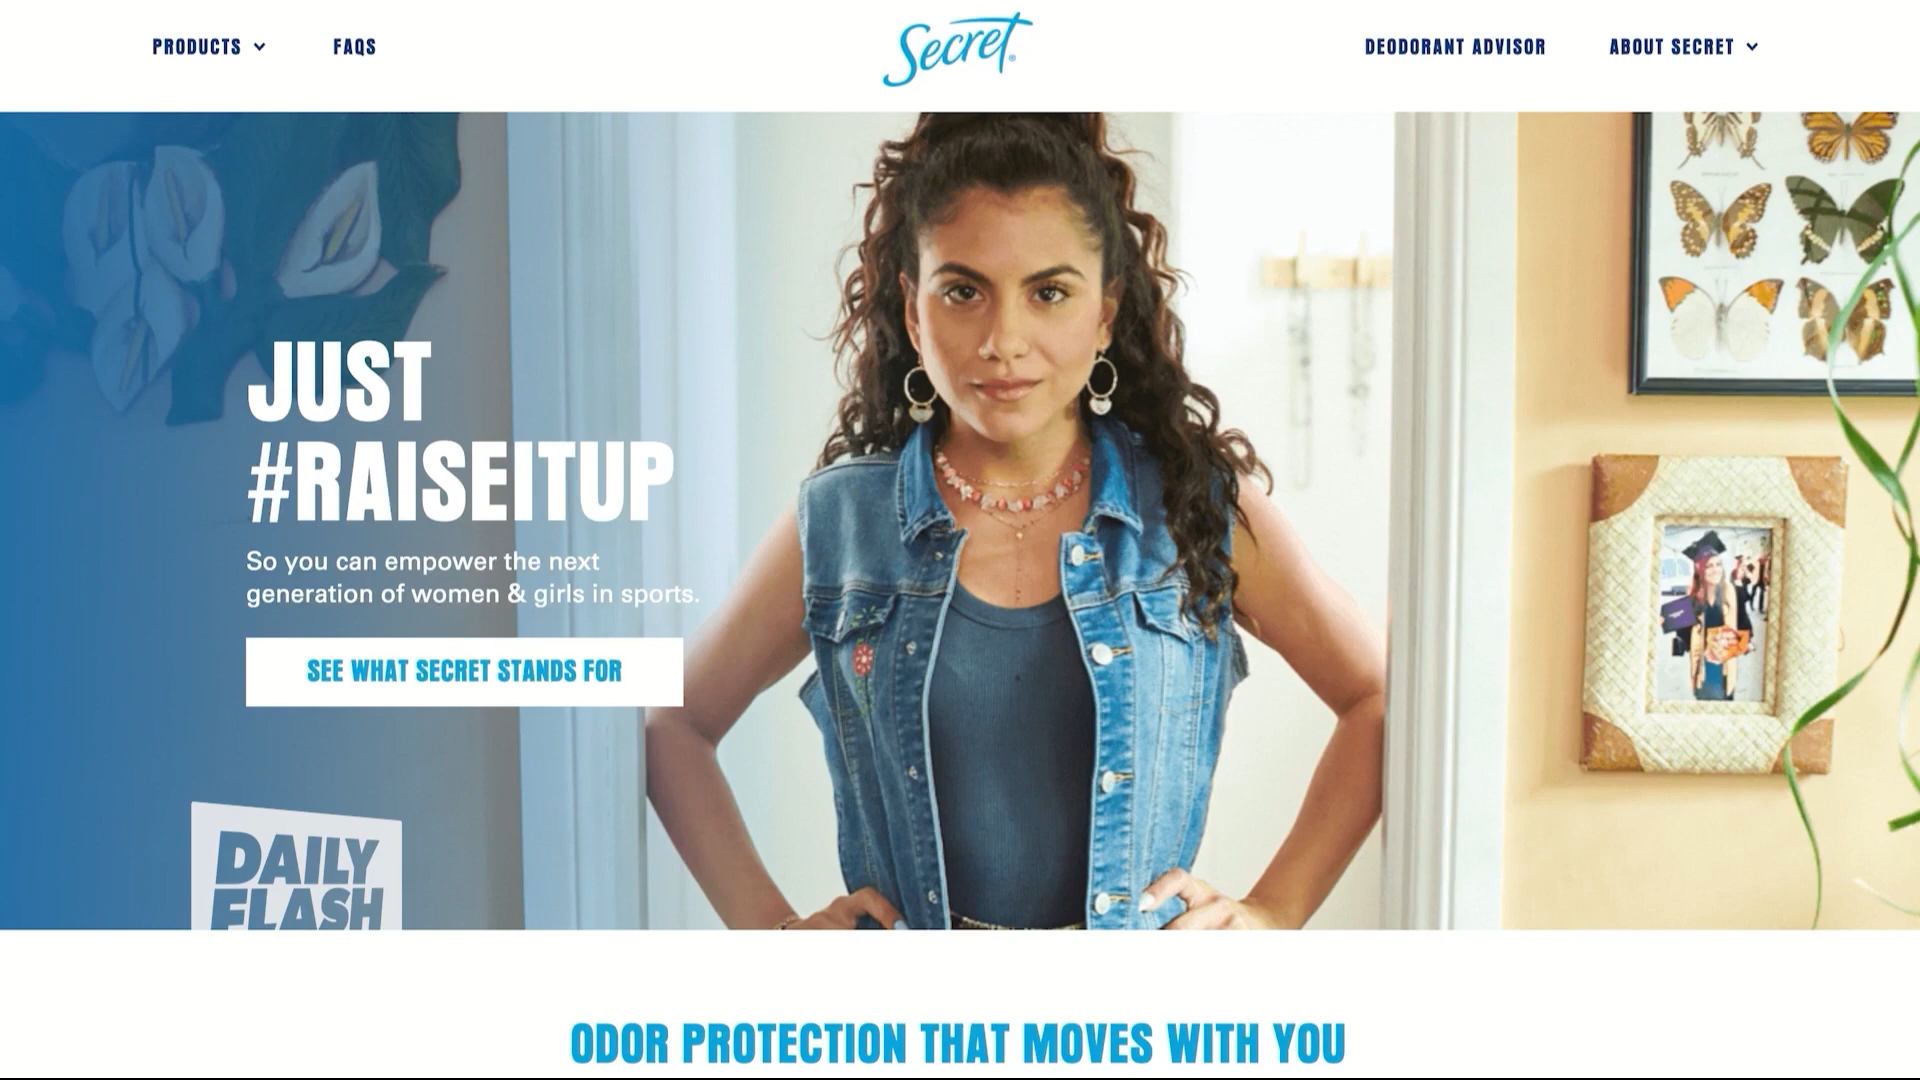 PRODUCTS
FAQS
Secret
DEODORANT ADVISOR
ABOUT SECRET
JUST
#RAISEITUP
So you can empower the next
generation of women & girls in sports.
SEE WHAT SECRET STANDS FOR
DAILY
FLASH
ODOR PROTECTION THAT MOVES WITH YOU